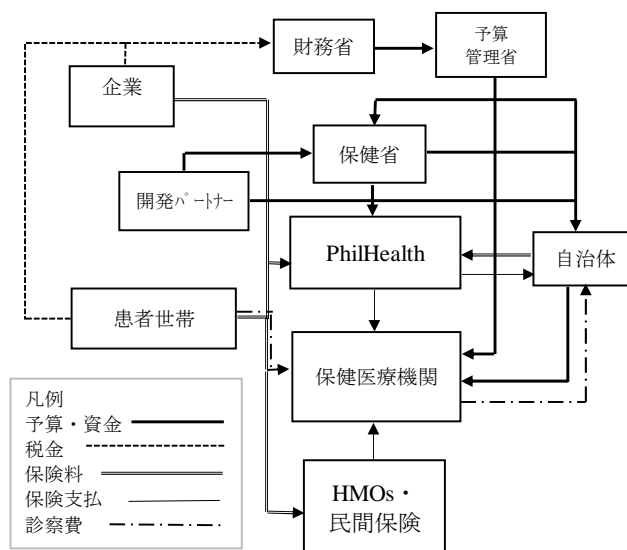 財務省
予算
管理省
企業
保健省
開発ﾊﾟｰﾄﾅｰ
PhilHealth
自治体
患者世帯
保健医療機関
HMOs・
民間保険
凡例
予算・資金
税金
保険料
保険支払
診察費